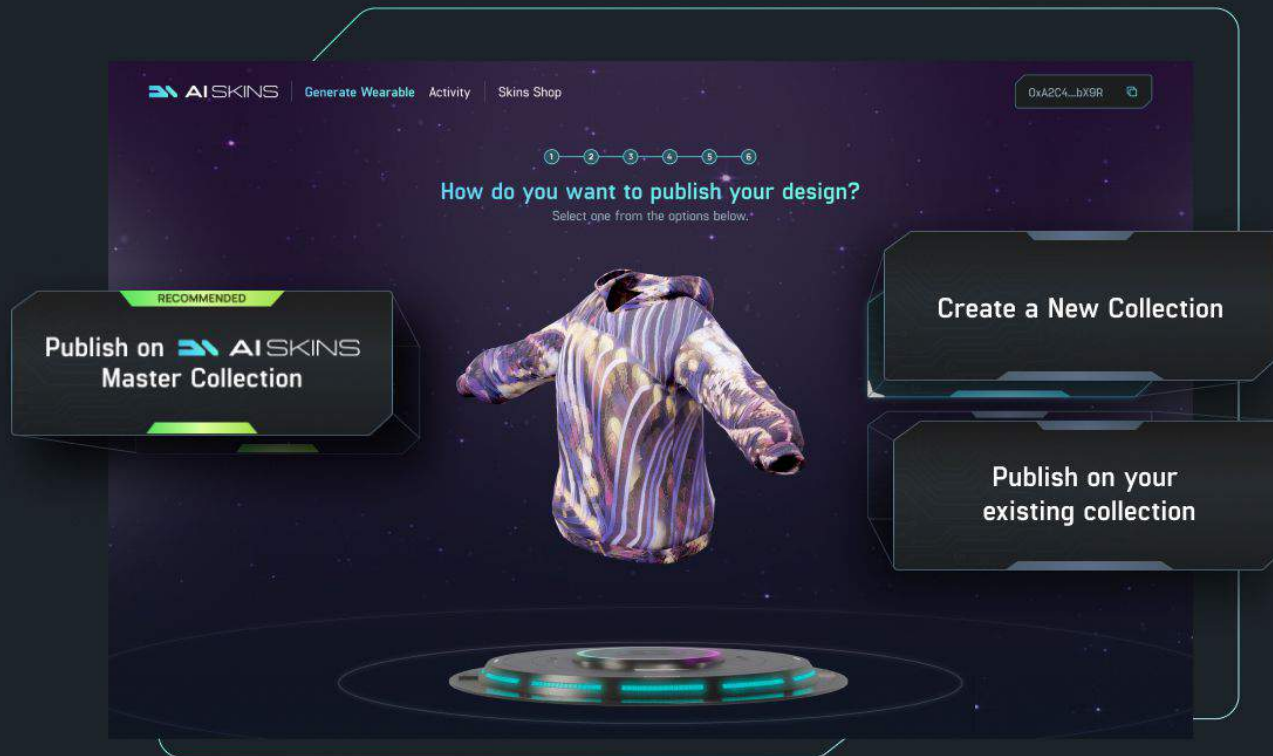 AI SKINS
Generate Wearable
Activity
Skins Shop
0xA2C4...bX9R
1 2 3 4 5 6
How do you want to publish your design?
Select one from the options below.
RECOMMENDED
Publish on AI SKINS
Master Collection
Create a New Collection
Publish on your
existing collection